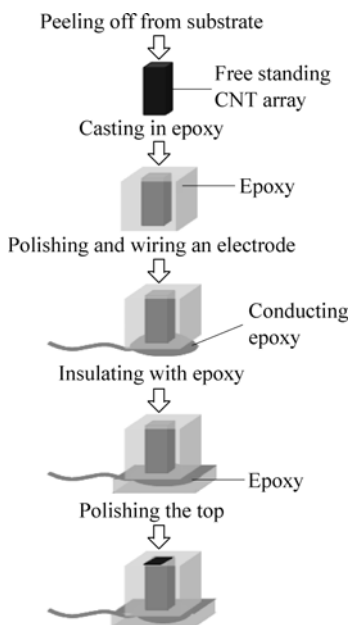 Peeling off from substrate
Free standing
CNT array
Casting in epoxy
Epoxy
Polishing and wiring an electrode
Conducting
epoxy
Insulating with epoxy
Epoxy
Polishing the top